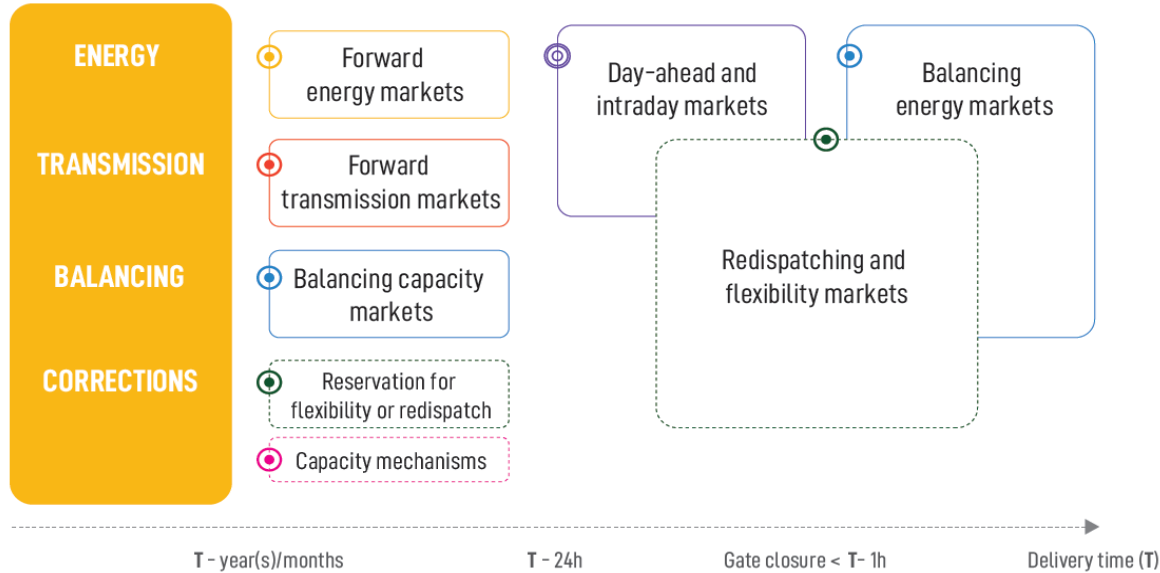 ENERGY
Forward
energy markets
Day-ahead and
intraday markets
Balancing
energy markets
TRANSMISSION
Forward
transmission markets
BALANCING
Balancing capacity
markets
Redispatching and
flexibility markets
CORRECTIONS
Reservation for
flexibility or redispatch
Capacity mechanisms
T - year(s)/months
T - 24h
Gate closure < T- 1h
Delivery time (T)